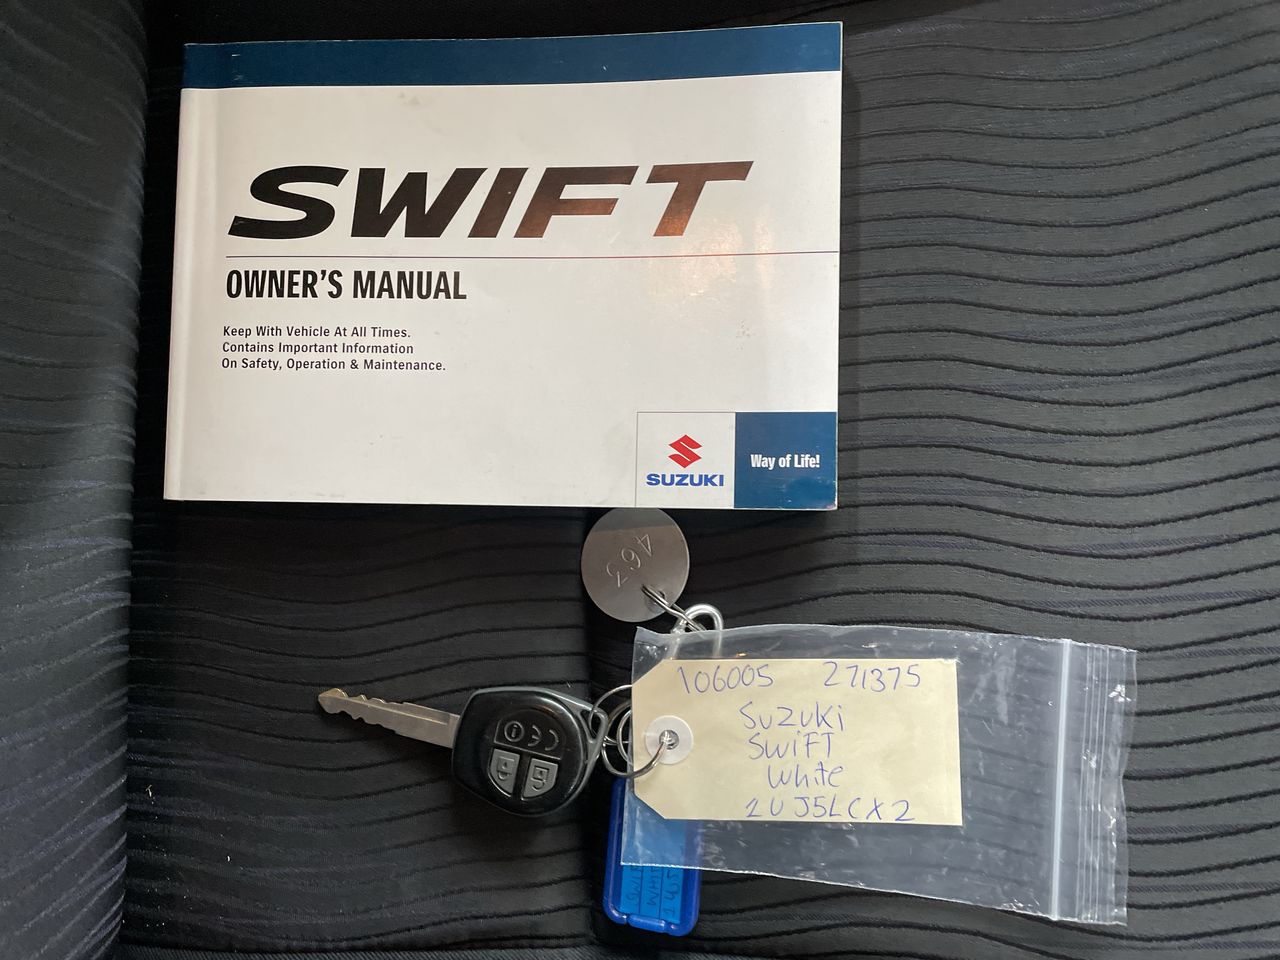 SWIFT
OWNER'S MANUAL
Keep With Vehicle At All Times.
Contains Important Information
On Safety, Operation & Maintenance.
SUZUKI
Way of Life!
463
106005 271375
SUZUKi
SWiFT
White
1UJ5LCX2